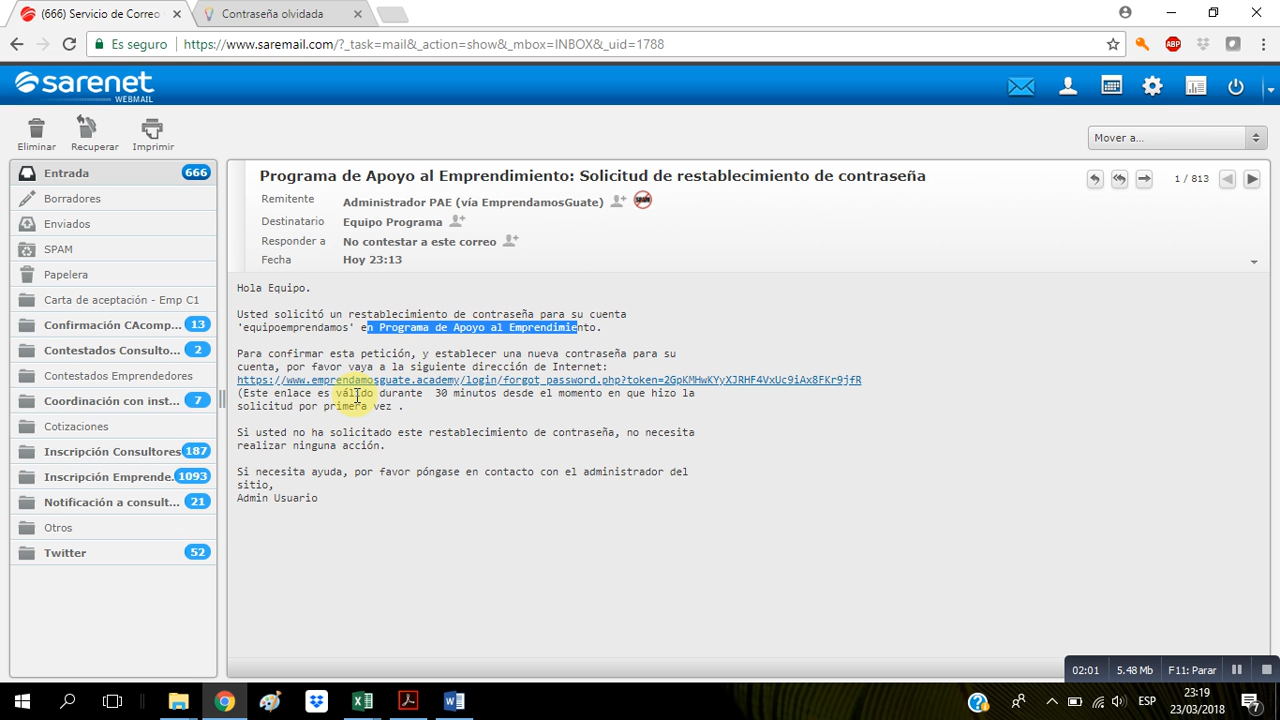 (666) Servicio de Correo
Contraseña olvidada
Es seguro
https://www.saremail.com/?_task=mail&_action=show&_mbox=INBOX&_uid=1788
ABP
sarenet
WEBMAIL
Eliminar
Recuperar
Imprimir
Mover a...
Entrada 666
Borradores
Enviados
SPAM
Papelera
Carta de aceptación - Emp C1
Confirmación CAcomp... 13
Contestados Consulto... 2
Contestados Emprendedores
Coordinación con inst... 7
Cotizaciones
Inscripción Consultores 187
Inscripción Emprende... 1093
Notificación a consult... 21
Otros
Twitter 52
Programa de Apoyo al Emprendimiento: Solicitud de restablecimiento de contraseña
Remitente Administrador PAE (vía EmprendamosGuate)
SPAM
Destinatario Equipo Programa
Responder a No contestar a este correo
Fecha Hoy 23:13
1 / 813
Hola Equipo.
Usted solicitó un restablecimiento de contraseña para su cuenta
'equipoemprendamos' en Programa de Apoyo al Emprendimiento.
Para confirmar esta petición, y establecer una nueva contraseña para su
cuenta, por favor vaya a la siguiente dirección de Internet:
https://www.emprendamosguate.academy/login/forgot_password.php?token=2GpKMHwKYyXJRHF4VxUc9iAx8FKr9jfR
(Este enlace es válido durante 30 minutos desde el momento en que hizo la
solicitud por primera vez .
Si usted no ha solicitado este restablecimiento de contraseña, no necesita
realizar ninguna acción.
Si necesita ayuda, por favor póngase en contacto con el administrador del
sitio,
Admin Usuario
02:01
5.48 Mb
F11: Parar
ESP
23:19
23/03/2018
7